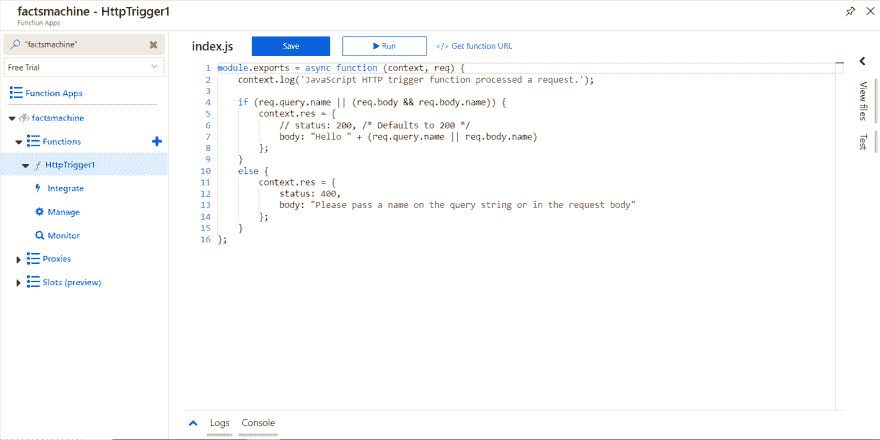 factsmachine - HttpTrigger1
Function Apps
"factsmachine"
Free Trial
Function Apps
factsmachine
Functions
HttpTrigger1
Integrate
Manage
Monitor
Proxies
Slots (preview)
index.js
Save
Run
</> Get function URL
1 module.exports = async function (context, req) {
2 context.log('JavaScript HTTP trigger function processed a request.');
3
4 if (req.query.name || (req.body && req.body.name)) {
5 context.res = {
6 // status: 200, /* Defaults to 200 */
7 body: "Hello " + (req.query.name || req.body.name)
8 };
9 }
10 else {
11 context.res = {
12 status: 400,
13 body: "Please pass a name on the query string or in the request body"
14 };
15 }
16 };
View files
Test
Logs
Console